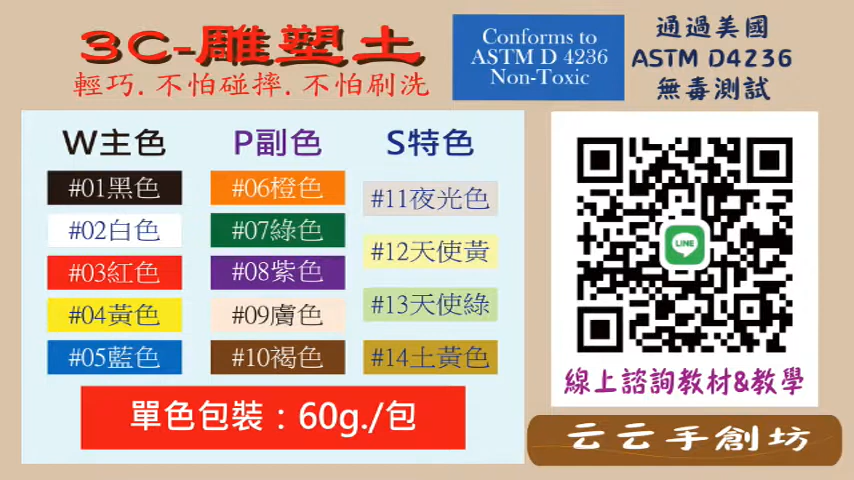 3C-雕塑土
輕巧. 不怕碰摔. 不怕刷洗
Conforms to
ASTM D 4236
Non-Toxic
通過美國
ASTM D4236
無毒測試
W主色
#01黑色
#02白色
#03紅色
#04黃色
#05藍色
P副色
#06橙色
#07綠色
#08紫色
#09膚色
#10褐色
S特色
#11夜光色
#12天使黃
#13天使綠
#14土黃色
單色包裝：60g./包
LINE
線上諮詢教材&教學
云云手創坊